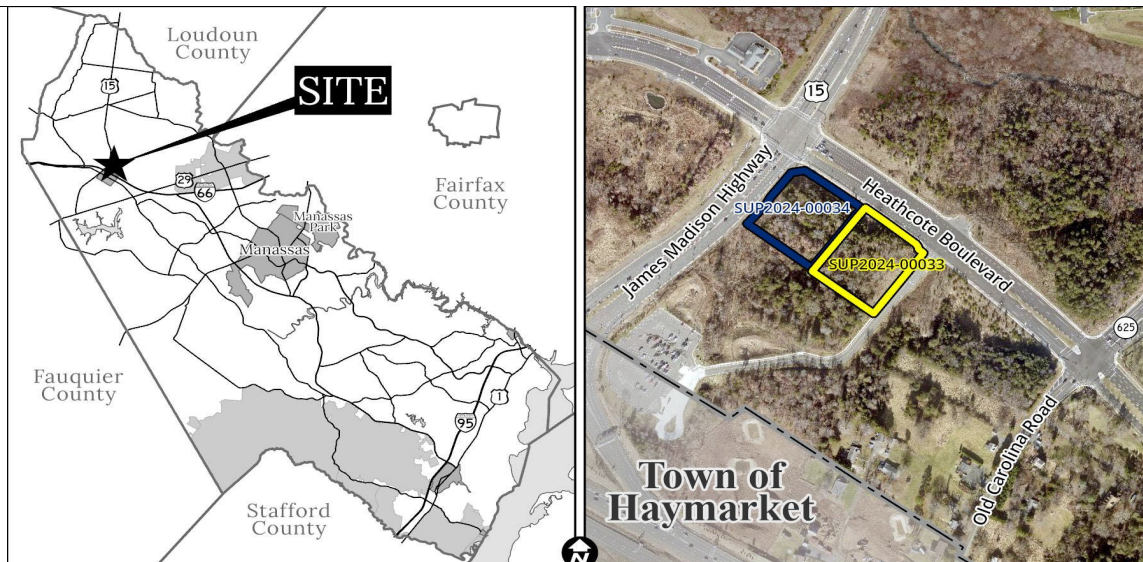 Loudoun
County
15
SITE
29
66
Fairfax
County
Manassas
Park
Manassas
Fauquier
County
1
95
Stafford
County
N
15
James Madison Highway
Heathcote Boulevard
SUP2024-00034
SUP2024-00033
625
Old Carolina Road
Town of
Haymarket